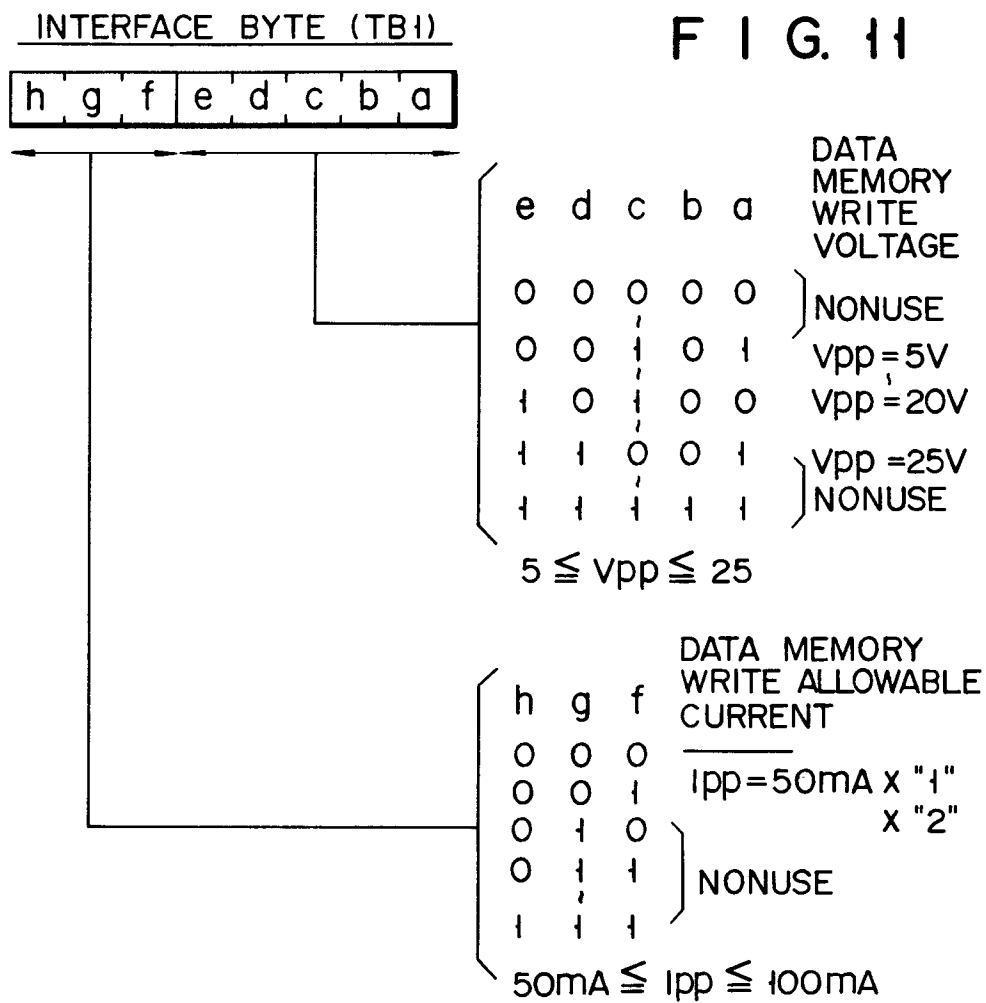 INTERFACE BYTE (TB1)
FIG. 11
h g f e d c b a
e d c b a
DATA
MEMORY
WRITE
VOLTAGE
0 0 0 0 0
NONUSE
0 0 1 0 1 Vpp=5V
1 0 1 0 0 Vpp=20V
1 1 0 0 1 Vpp=25V
NONUSE
1 1 1 1 1
5 ≦ Vpp ≦ 25
h g f
DATA MEMORY
WRITE ALLOWABLE
CURRENT
0 0 0
0 0 1 Ipp=50mA X "1"
0 1 0 X "2"
0 1 1
NONUSE
1 1 1
50mA ≦ Ipp ≦ 100mA